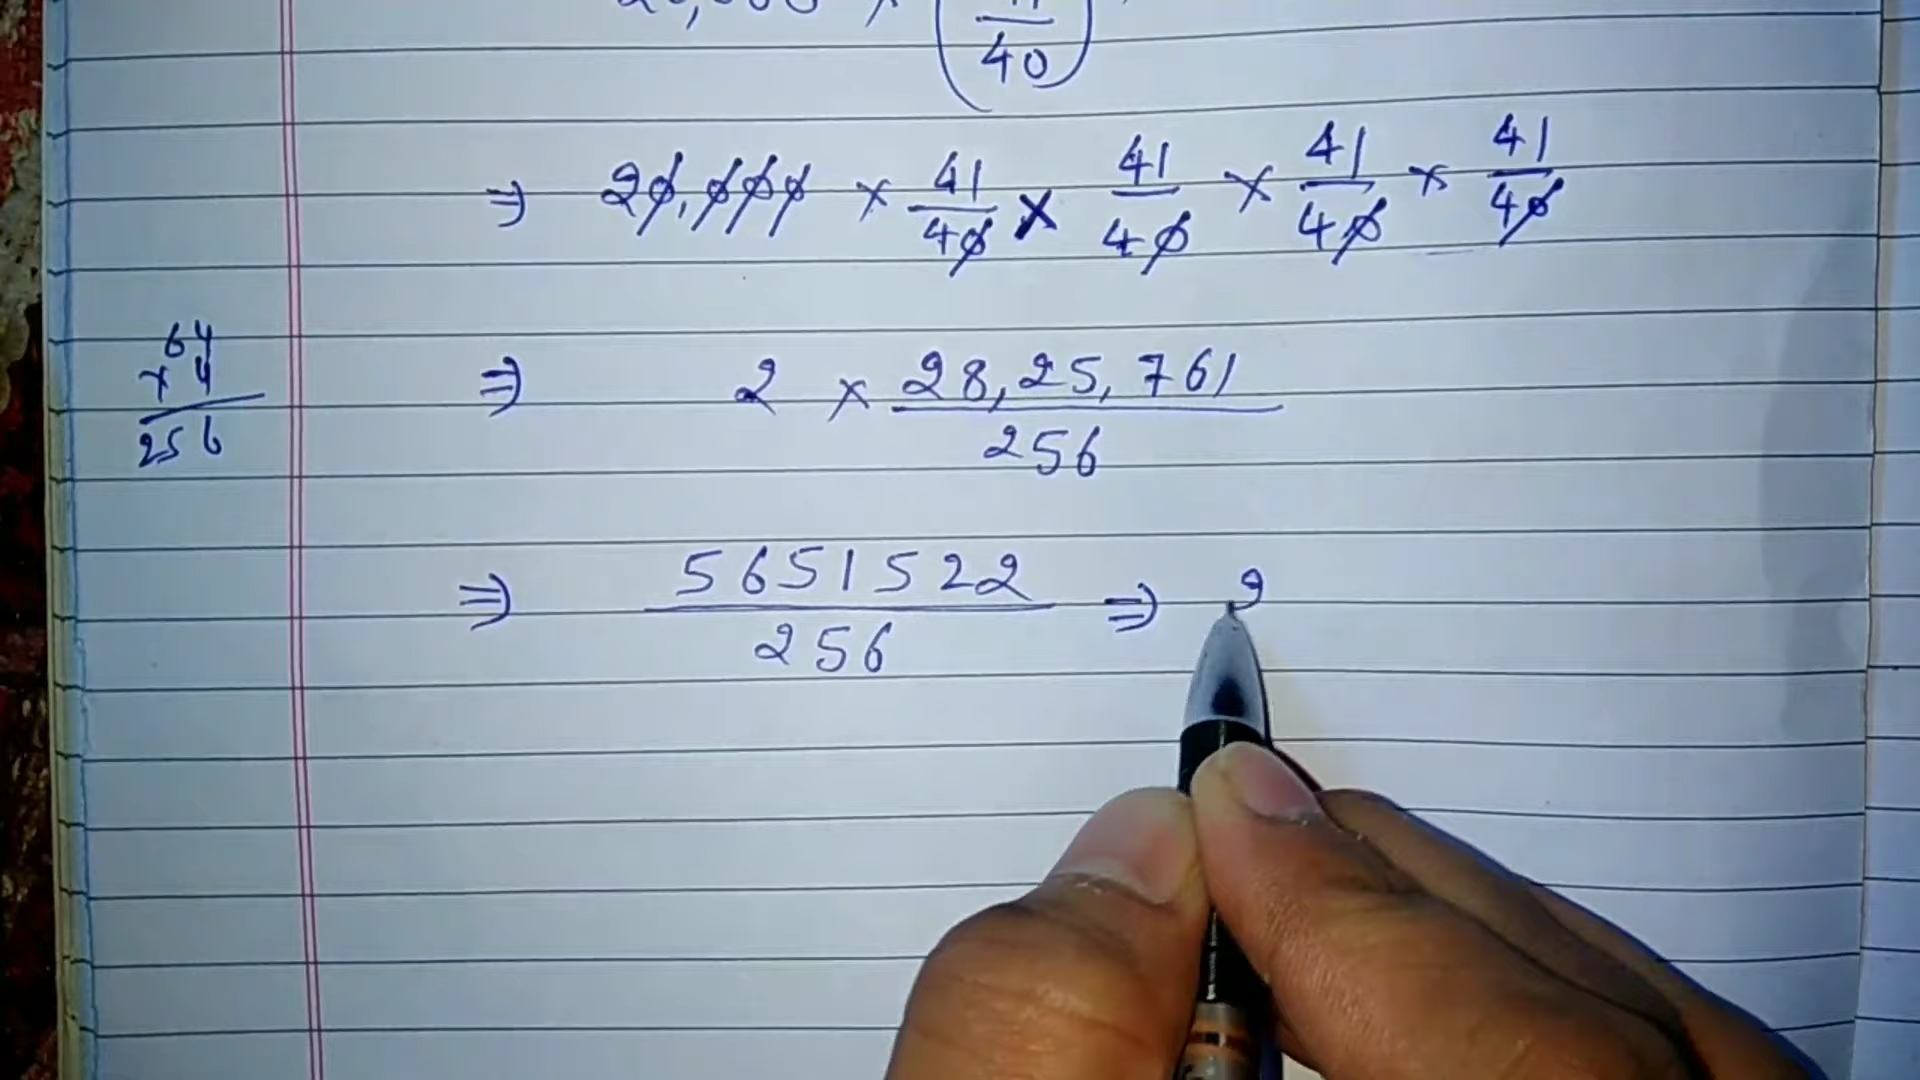 40
⇒ 20,000 × 41/40 × 41/40 × 41/40 × 41/40
64
× 4
256
⇒ 2 × 28,25,761/256
⇒ 5651522/256 ⇒ 2